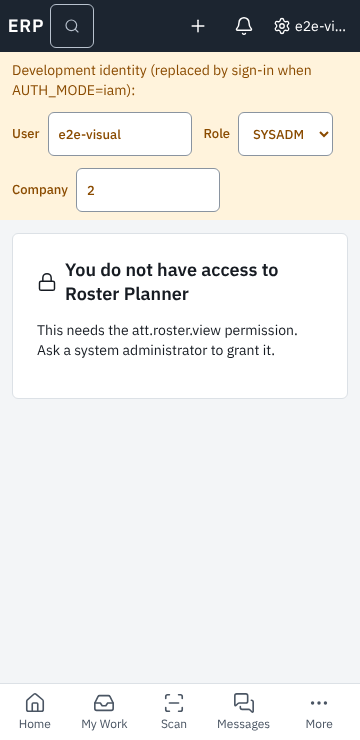 ERP
e2e-vi...
Development identity (replaced by sign-in when
AUTH_MODE=iam):
User e2e-visual Role SYSADM
Company 2
You do not have access to
Roster Planner
This needs the att.roster.view permission.
Ask a system administrator to grant it.
Home My Work Scan Messages More